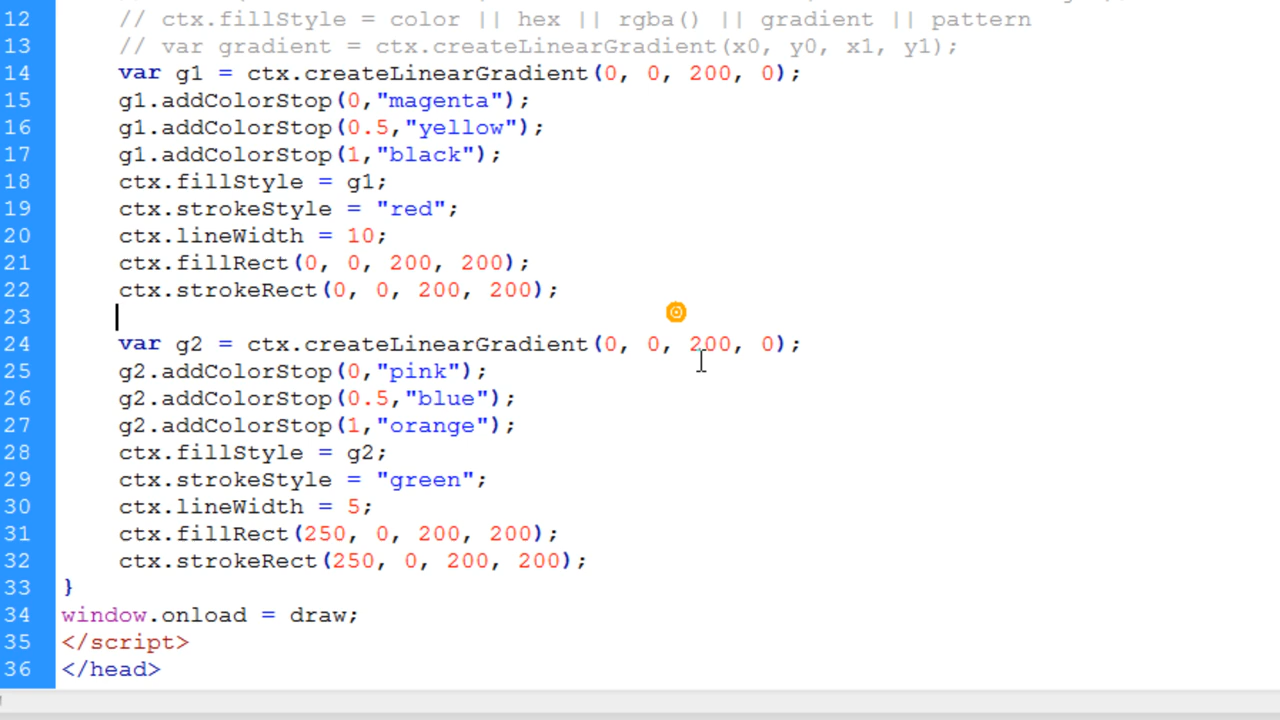 12 // ctx.fillStyle = color || hex || rgba() || gradient || pattern
13 // var gradient = ctx.createLinearGradient(x0, y0, x1, y1);
14 var g1 = ctx.createLinearGradient(0, 0, 200, 0);
15 g1.addColorStop(0,"magenta");
16 g1.addColorStop(0.5,"yellow");
17 g1.addColorStop(1,"black");
18 ctx.fillStyle = g1;
19 ctx.strokeStyle = "red";
20 ctx.lineWidth = 10;
21 ctx.fillRect(0, 0, 200, 200);
22 ctx.strokeRect(0, 0, 200, 200);
23
24 var g2 = ctx.createLinearGradient(0, 0, 200, 0);
25 g2.addColorStop(0,"pink");
26 g2.addColorStop(0.5,"blue");
27 g2.addColorStop(1,"orange");
28 ctx.fillStyle = g2;
29 ctx.strokeStyle = "green";
30 ctx.lineWidth = 5;
31 ctx.fillRect(250, 0, 200, 200);
32 ctx.strokeRect(250, 0, 200, 200);
33 }
34 window.onload = draw;
35 </script>
36 </head>